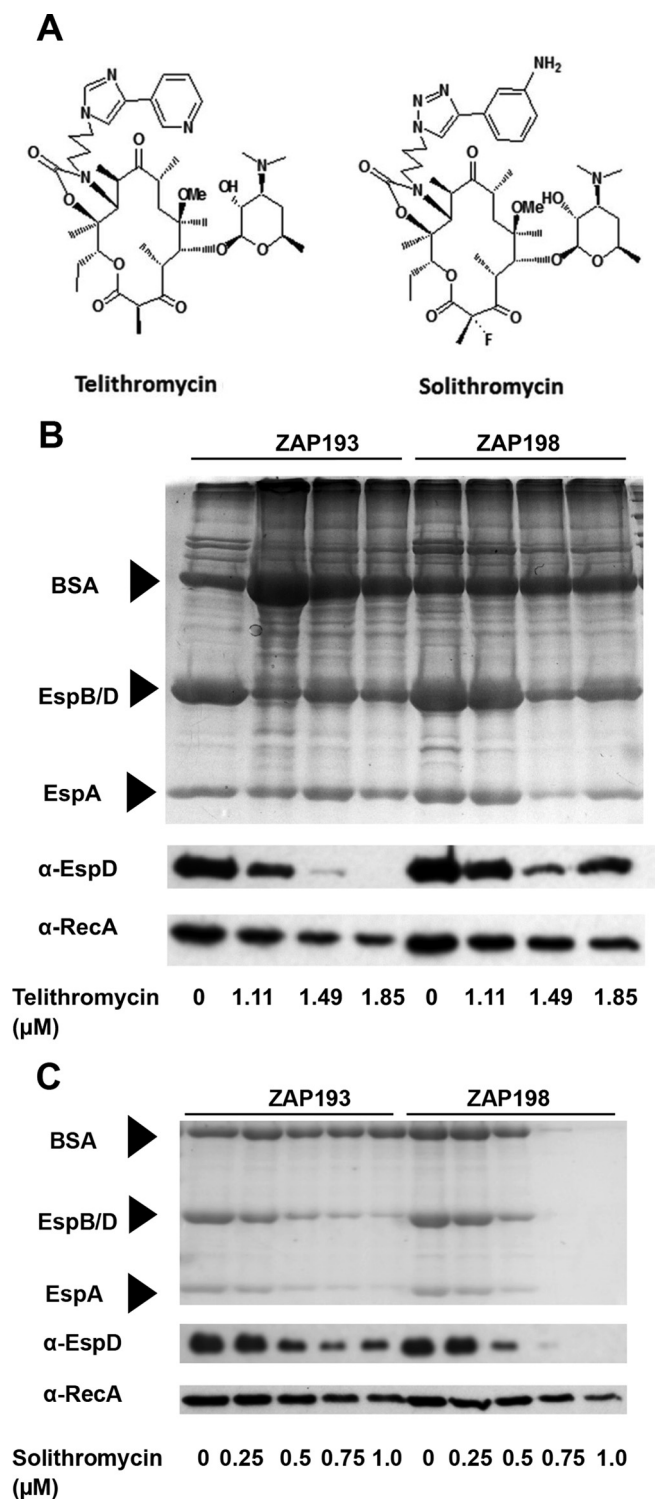 A
N
N
N
N
O
O
N
O
OMe
OH
N
O
O
O
O
O
Telithromycin
NH₂
N
N
N
O
O
N
O
OMe
HO
N
O
O
O
O
O
F
Solithromycin
B
ZAP193 ZAP198
BSA
EspB/D
EspA
α-EspD
α-RecA
Telithromycin 0 1.11 1.49 1.85 0 1.11 1.49 1.85
(µM)
C
ZAP193 ZAP198
BSA
EspB/D
EspA
α-EspD
α-RecA
Solithromycin 0 0.25 0.5 0.75 1.0 0 0.25 0.5 0.75 1.0
(µM)